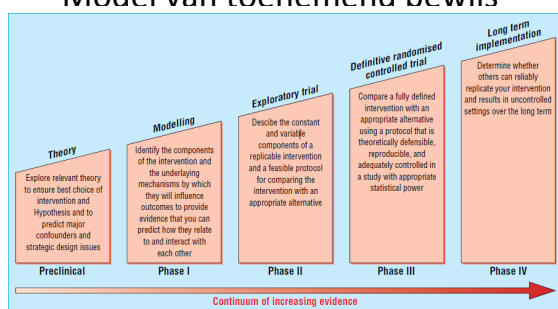 Model van toenemend bewijs
Theory
Explore relevant theory
to ensure best choice of
intervention and
Hypothesis and to
predict major
confounders and
strategic design issues
Preclinical
Modelling
Identify the components
of the intervention and
the underlaying
mechanisms by which
they will influence
outcomes to provide
evidence that you can
predict how they relate
to and interact with
each other
Phase I
Exploratory trial
Descibe the constant
and variable
components of a
replicable intervention
and a feasible protocol
for comparing the
intervention with an
appropriate alternative
Phase II
Definitive randomised
controlled trial
Compare a fully defined
intervention with an
appropriate alternative
using a protocol that is
theoretically defensible,
reproducible, and
adequately controlled in
a study with appropriate
statistical power
Phase III
Long term
implementation
Determine whether
others can reliably
replicate your intervention
and results in uncontrolled
settings over the long term
Phase IV
Continuum of increasing evidence